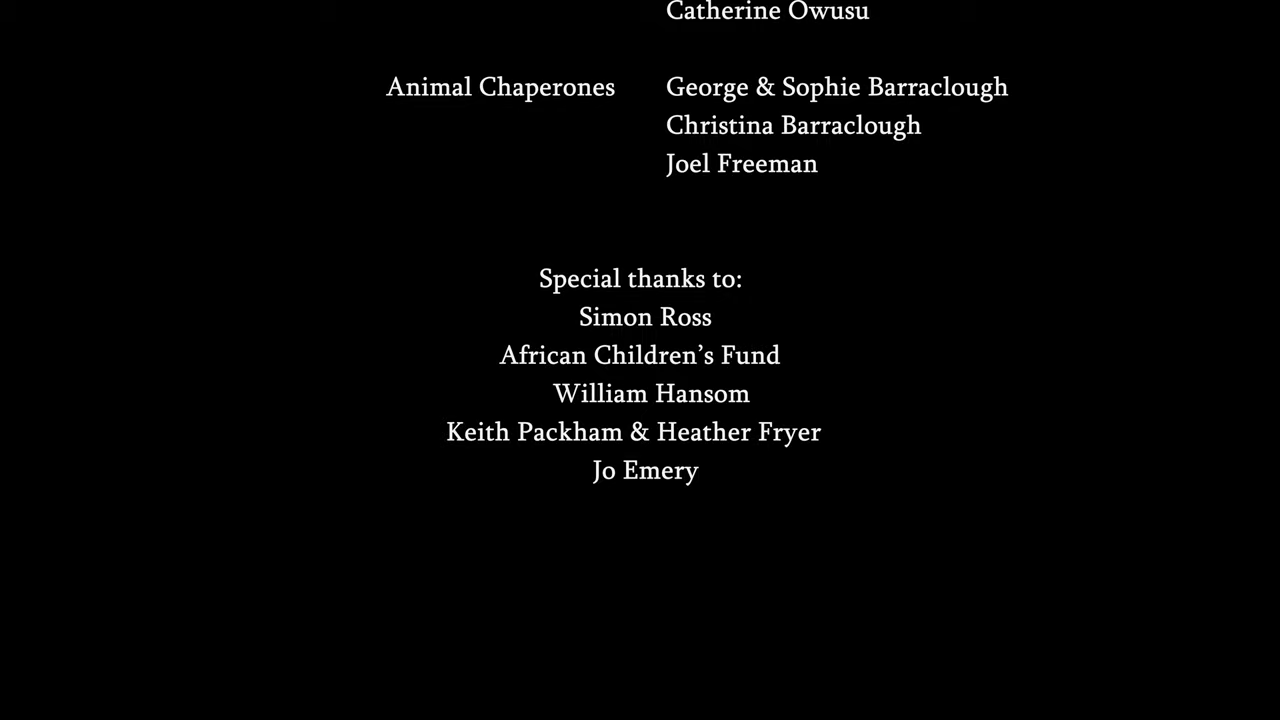 Catherine Owusu
Animal Chaperones George & Sophie Barraclough
Christina Barraclough
Joel Freeman
Special thanks to:
Simon Ross
African Children’s Fund
William Hansom
Keith Packham & Heather Fryer
Jo Emery